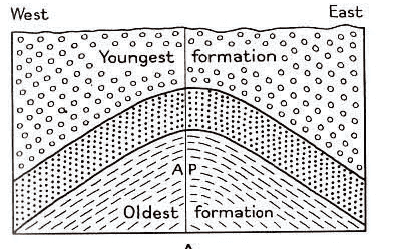 West East
Youngest formation
A P
Oldest formation
A